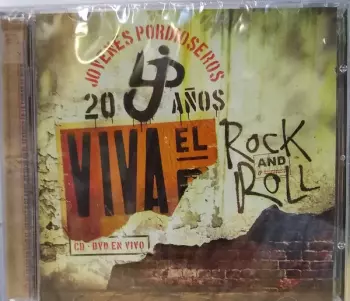 JOVENES PORDIOSEROS
JP
20 AÑOS
VIVA EL
ROCK
AND
ROLL
CD - DVD EN VIVO